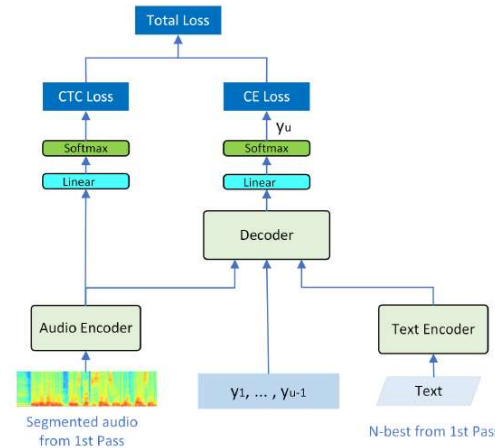 Total Loss
CTC Loss
CE Loss
yu
Softmax
Softmax
Linear
Linear
Decoder
Audio Encoder
Text Encoder
y1, ... , yu-1
Text
Segmented audio
from 1st Pass
N-best from 1st Pass